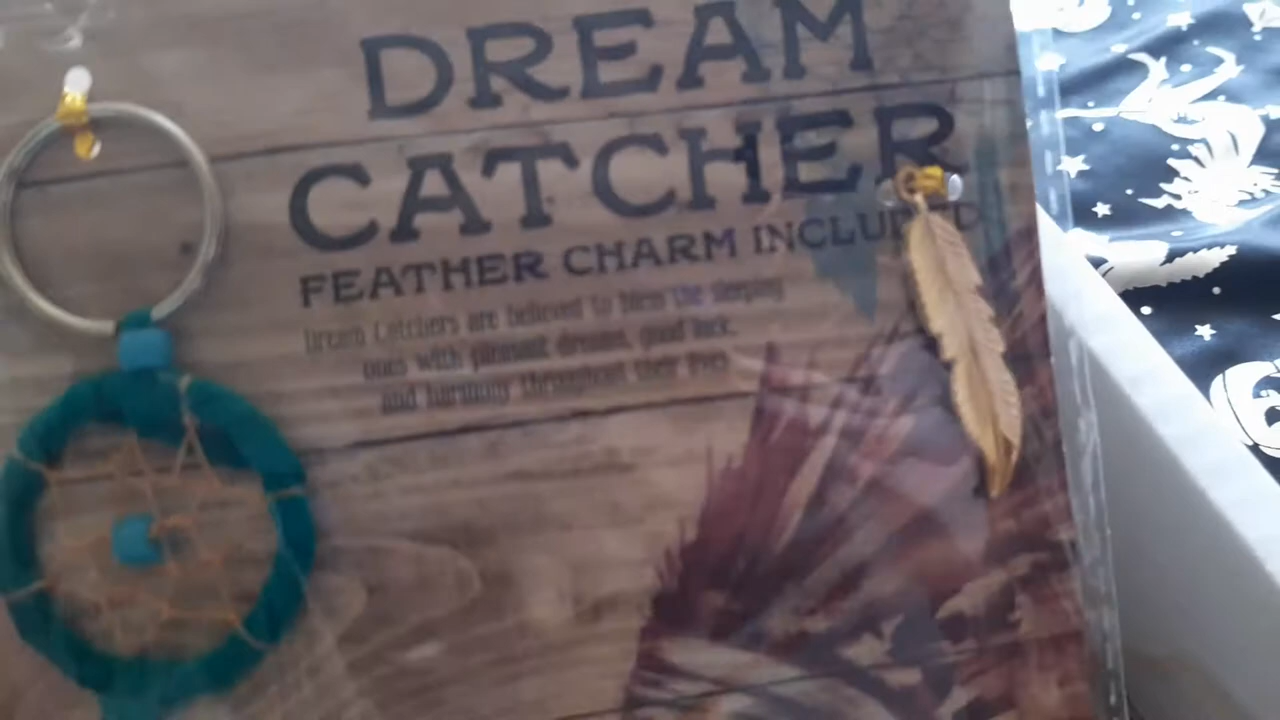 DREAM
CATCHER
FEATHER CHARM INCLUDED
Dream Catchers are believed to bless the sleeping
ones with pleasant dreams, good luck,
and harmony throughout their lives.